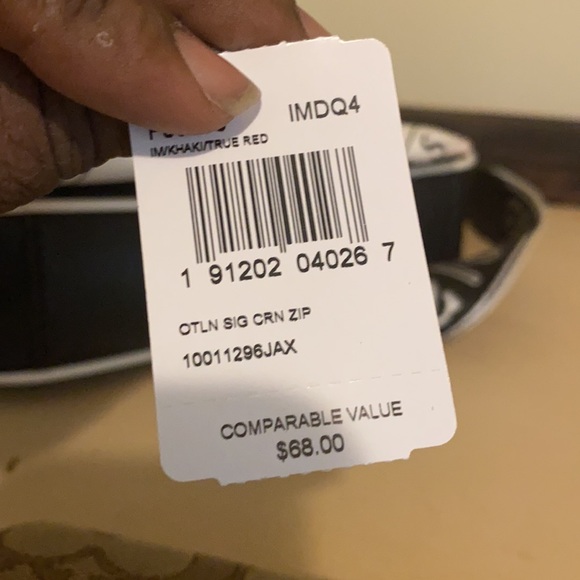 IMDQ4
IM/KHAKI/TRUE RED
1 91202 04026 7
OTLN SIG CRN ZIP
10011296JAX
COMPARABLE VALUE
$68.00